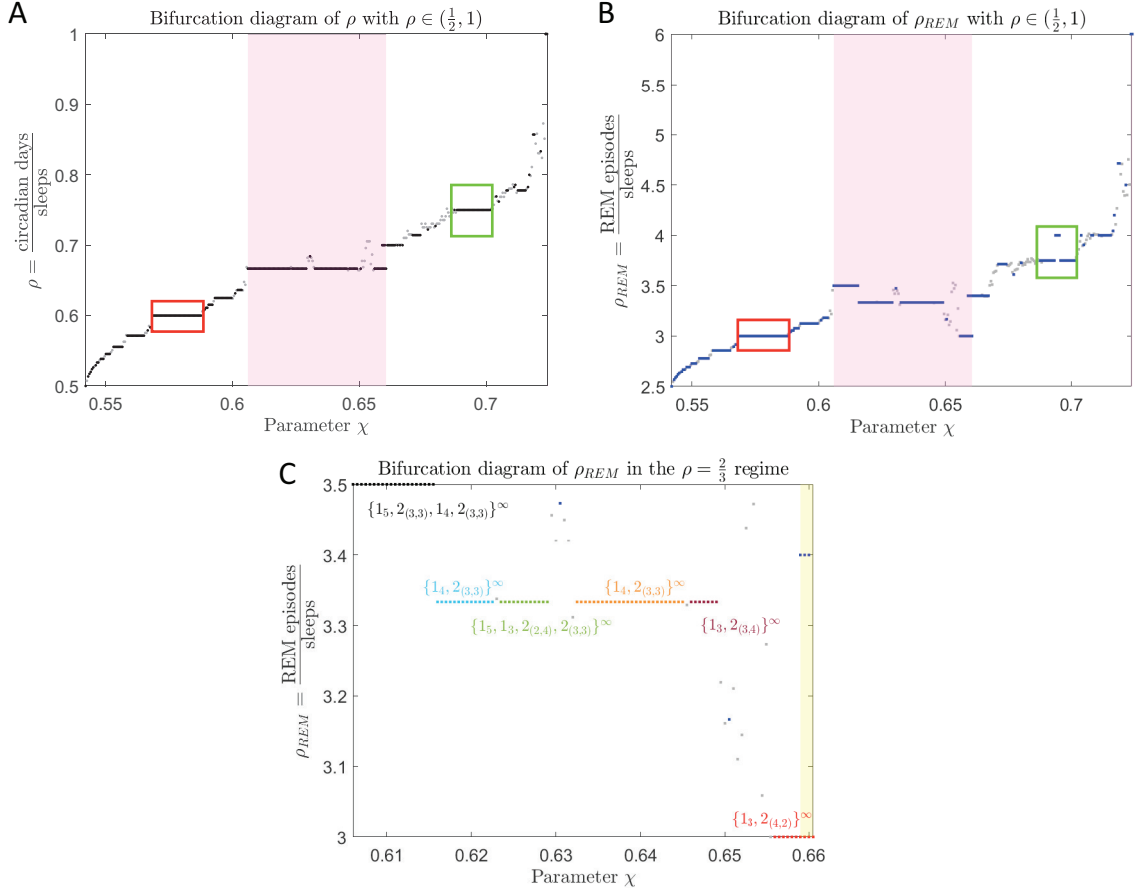 A
Bifurcation diagram of ρ with ρ ∈ (1/2, 1)
1
0.9
0.8
0.7
0.6
0.5
ρ = circadian days / sleeps
0.55
0.6
0.65
0.7
Parameter χ
B
Bifurcation diagram of ρ_REM with ρ ∈ (1/2, 1)
6
5
4.5
4
3.5
3
2.5
ρ_REM = REM episodes / sleeps
0.55
0.6
0.65
0.7
Parameter χ
C
Bifurcation diagram of ρ_REM in the ρ = 2/3 regime
3.5
3.4
3.3
3.2
3.1
3
ρ_REM = REM episodes / sleeps
{1_5, 2_(3,3), 1_4, 2_(3,3)}^∞
{1_4, 2_(3,3)}^∞
{1_4, 2_(3,3)}^∞
{1_5, 1_3, 2_(2,4), 2_(3,3)}^∞
{1_3, 2_(3,4)}^∞
{1_3, 2_(4,2)}^∞
0.61
0.62
0.63
0.64
0.65
0.66
Parameter χ